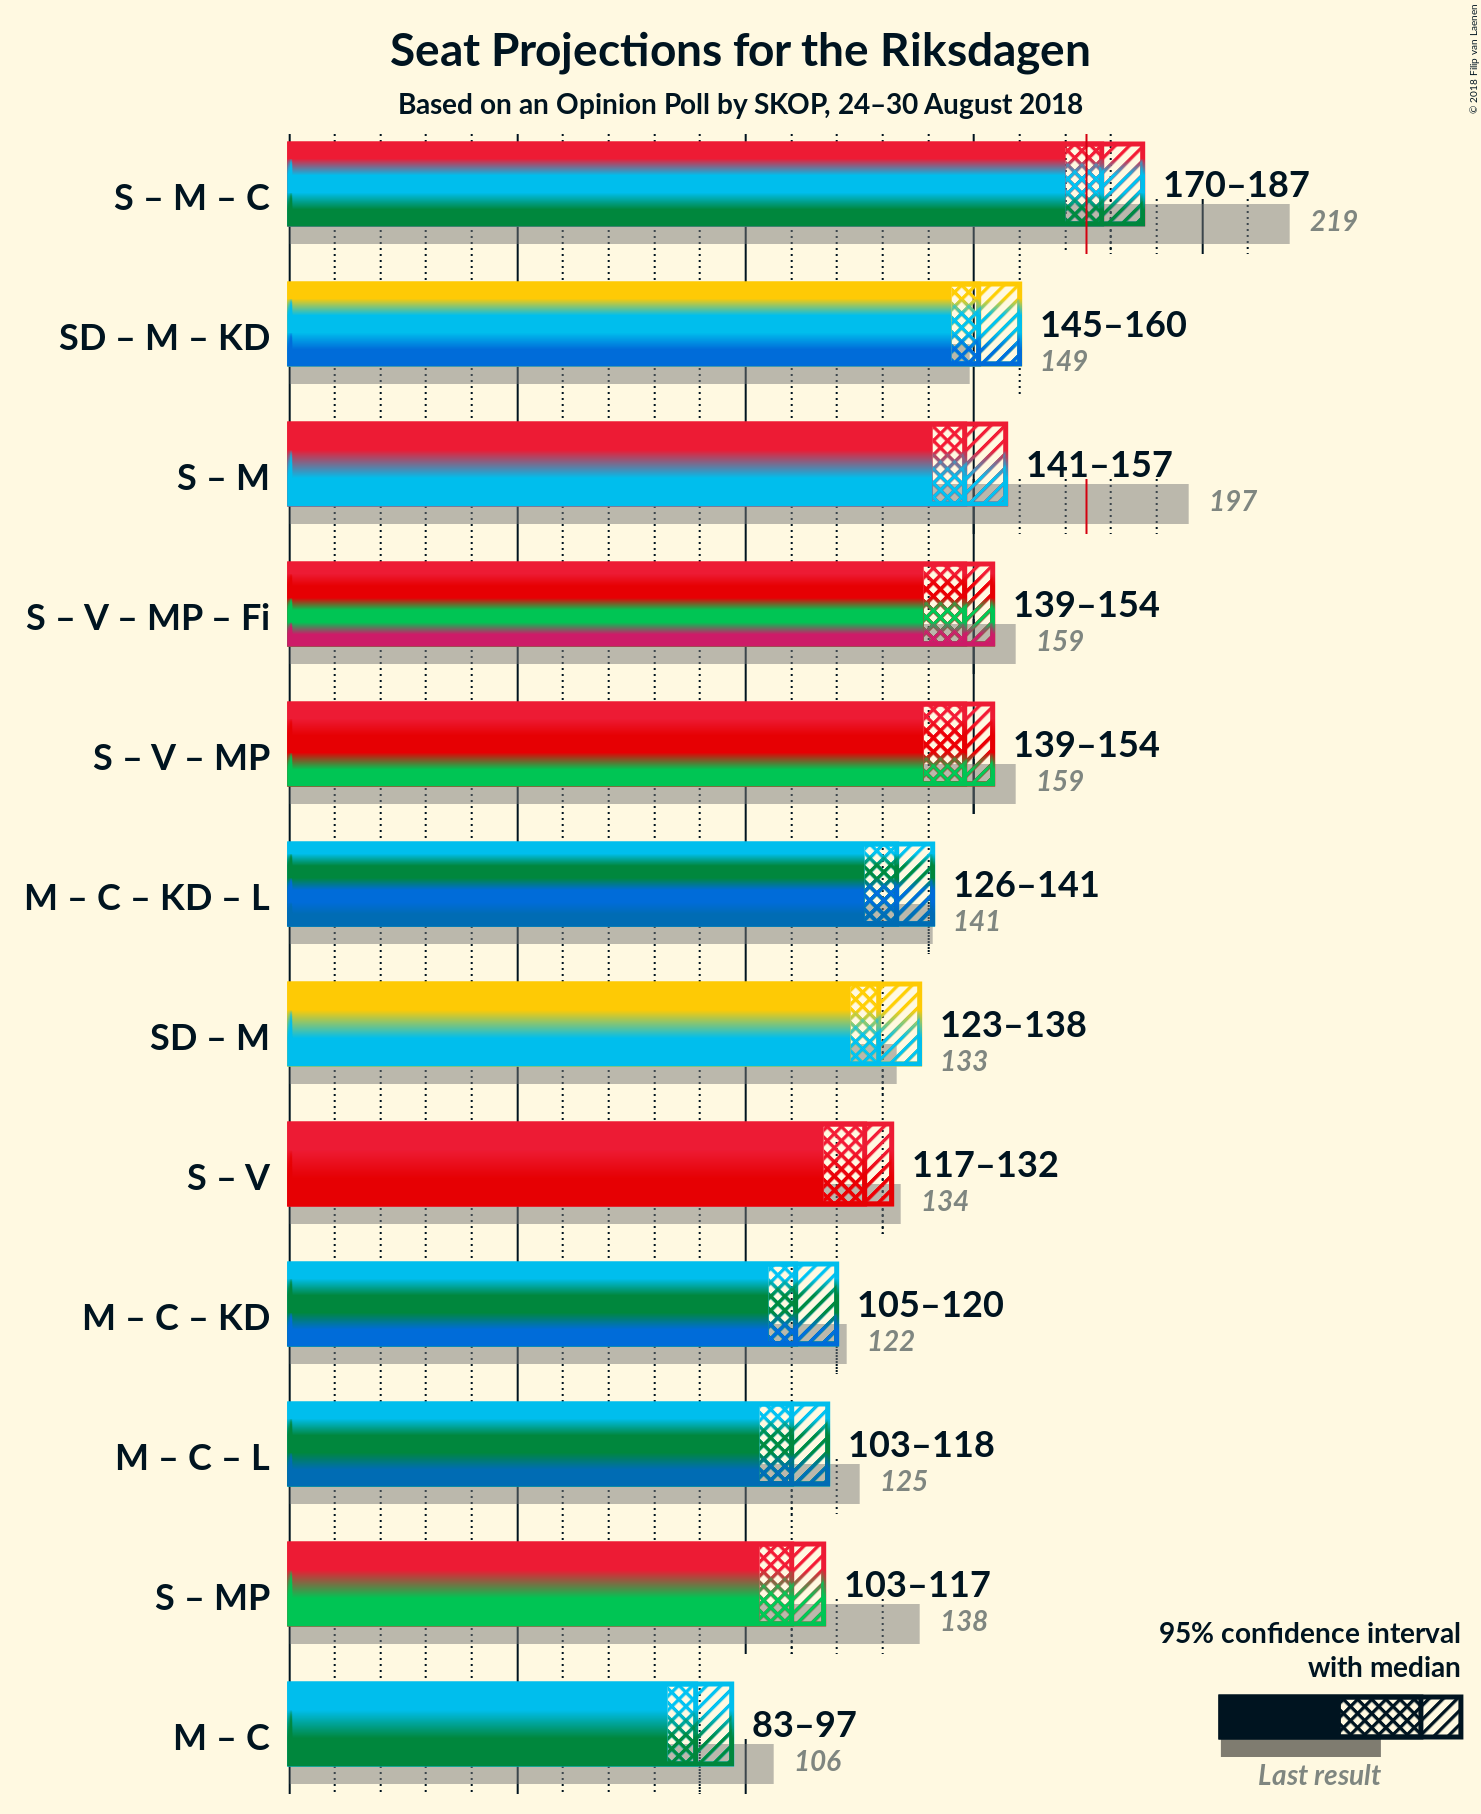 © 2018 Filip van Laenen
Seat Projections for the Riksdagen
Based on an Opinion Poll by SKOP, 24–30 August 2018
S – M – C
170–187
219
SD – M – KD
145–160
149
S – M
141–157
197
S – V – MP – Fi
139–154
159
S – V – MP
139–154
159
M – C – KD – L
126–141
141
SD – M
123–138
133
S – V
117–132
134
M – C – KD
105–120
122
M – C – L
103–118
125
S – MP
103–117
138
M – C
83–97
106
95% confidence interval
with median
Last result